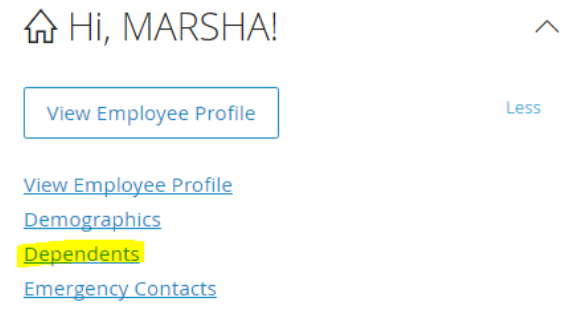 Hi, MARSHA!
View Employee Profile
Less
View Employee Profile
Demographics
Dependents
Emergency Contacts